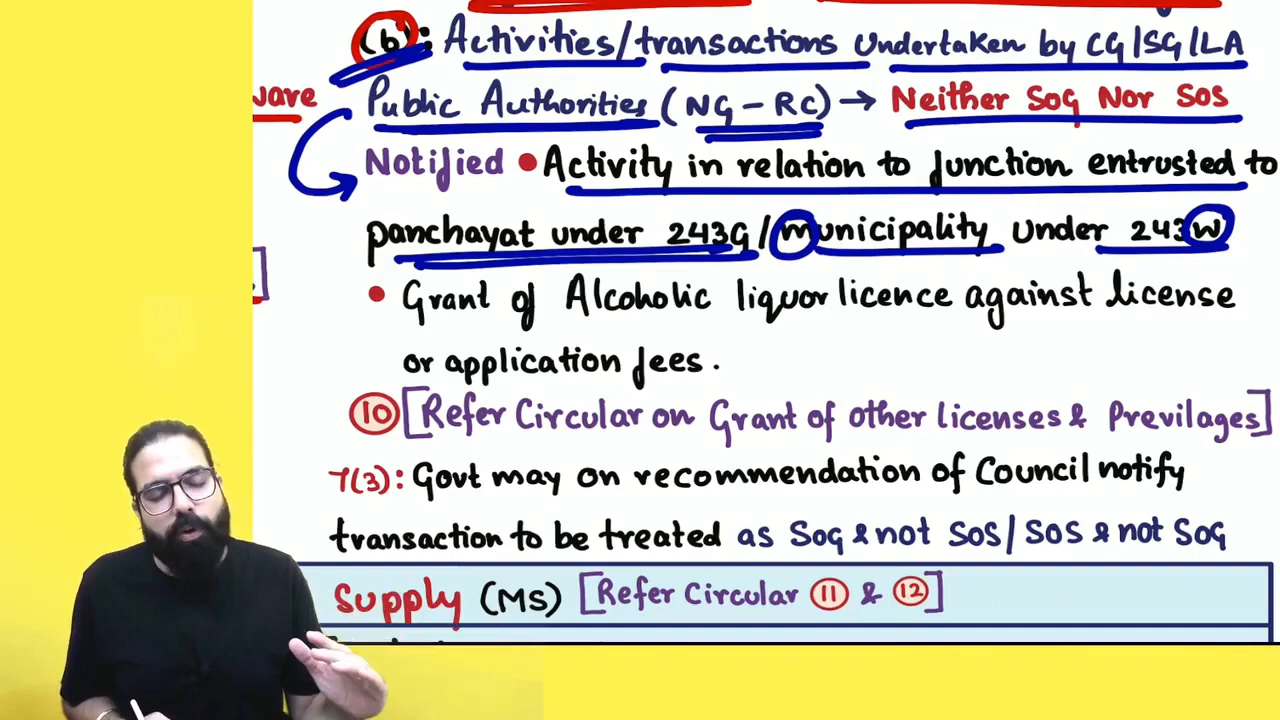 (b): Activities/transactions undertaken by CG/SG/LA
ware Public Authorities (NG-RC) → Neither SOG Nor SOS
Notified • Activity in relation to function entrusted to
panchayat under 243G/municipality under 243W
• Grant of Alcoholic liquor licence against license
or application fees.
10 [Refer Circular on Grant of other licenses & Previlages]
7(3): Govt may on recommendation of Council notify
transaction to be treated as SOG & not SOS/SOS & not SOG
Supply (MS) [Refer Circular 11 & 12]